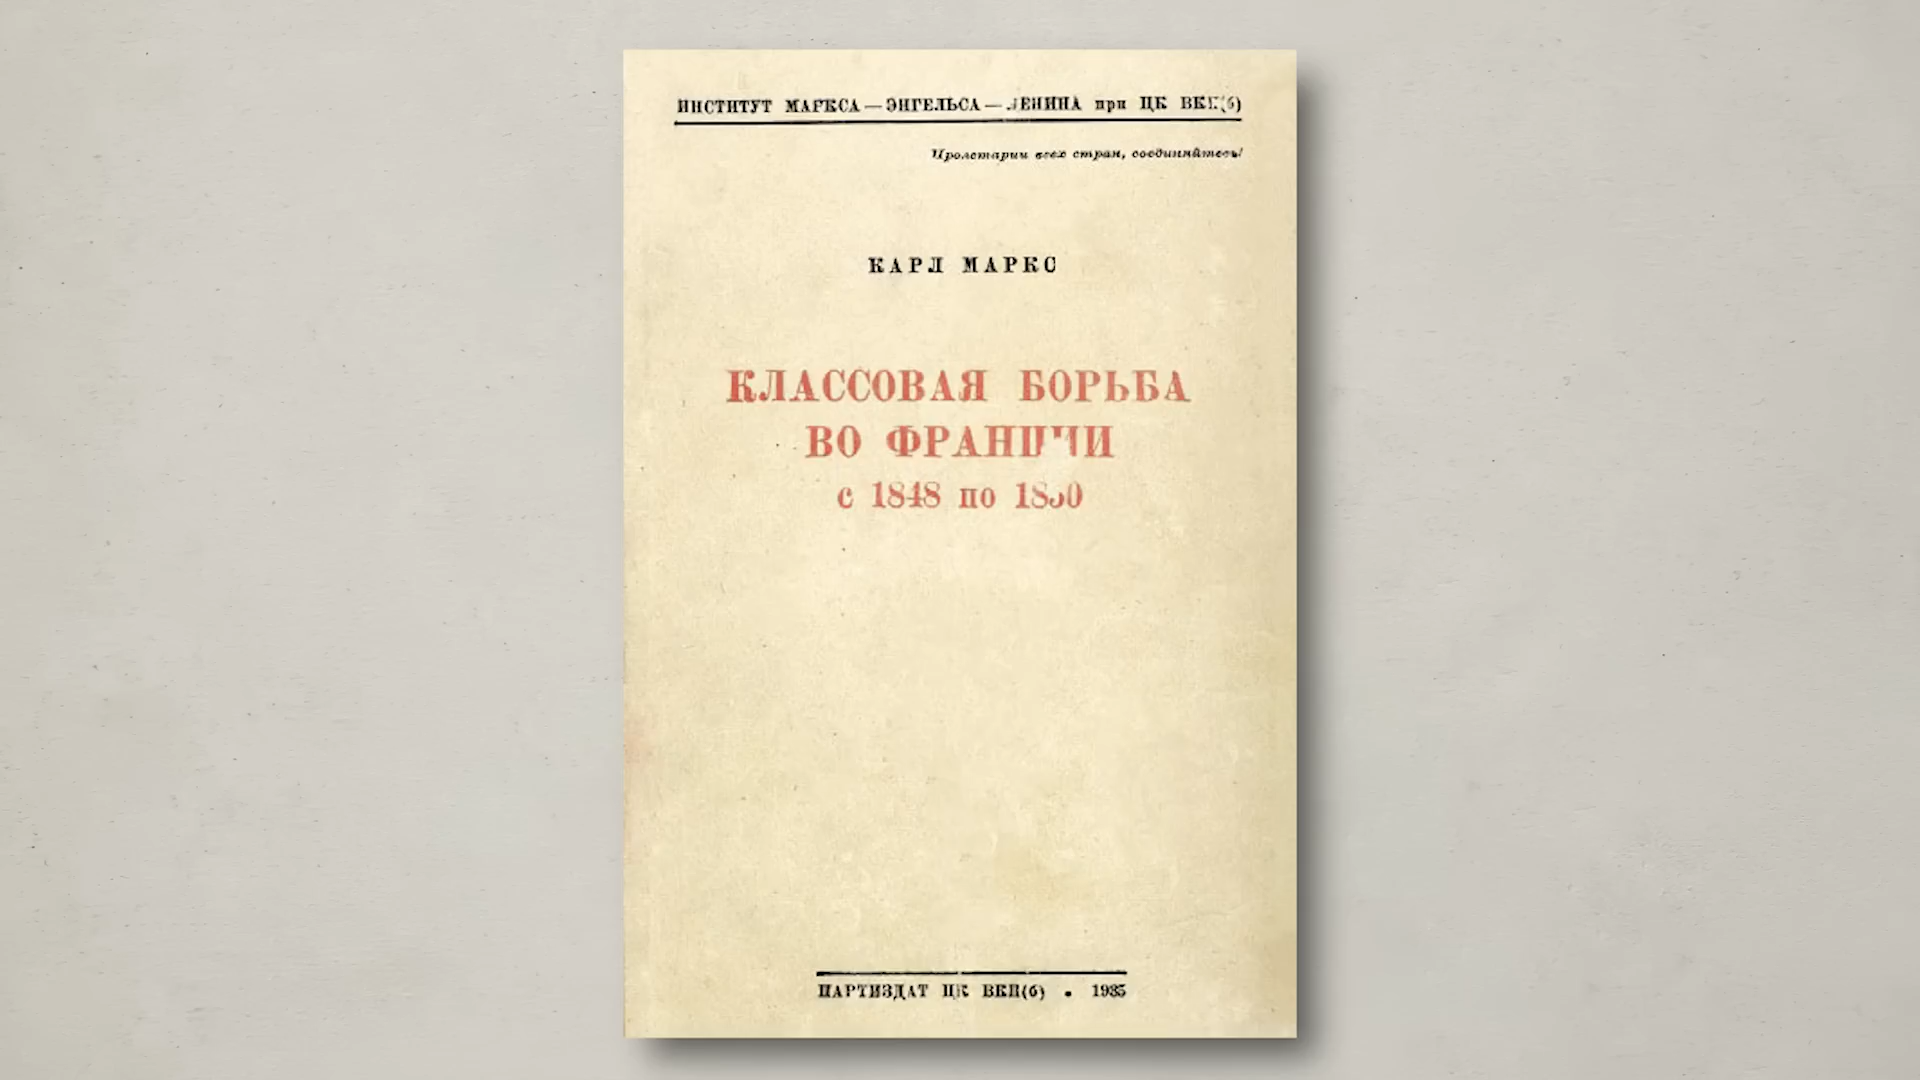 ИНСТИТУТ МАРКСА — ЭНГЕЛЬСА — ЛЕНИНА при ЦК ВКП(б)
Пролетарии всех стран, соединяйтесь!
КАРЛ МАРКС
КЛАССОВАЯ БОРЬБА
ВО ФРАНЦИИ
с 1848 по 1850
ПАРТИЗДАТ ЦК ВКП(б) • 1935